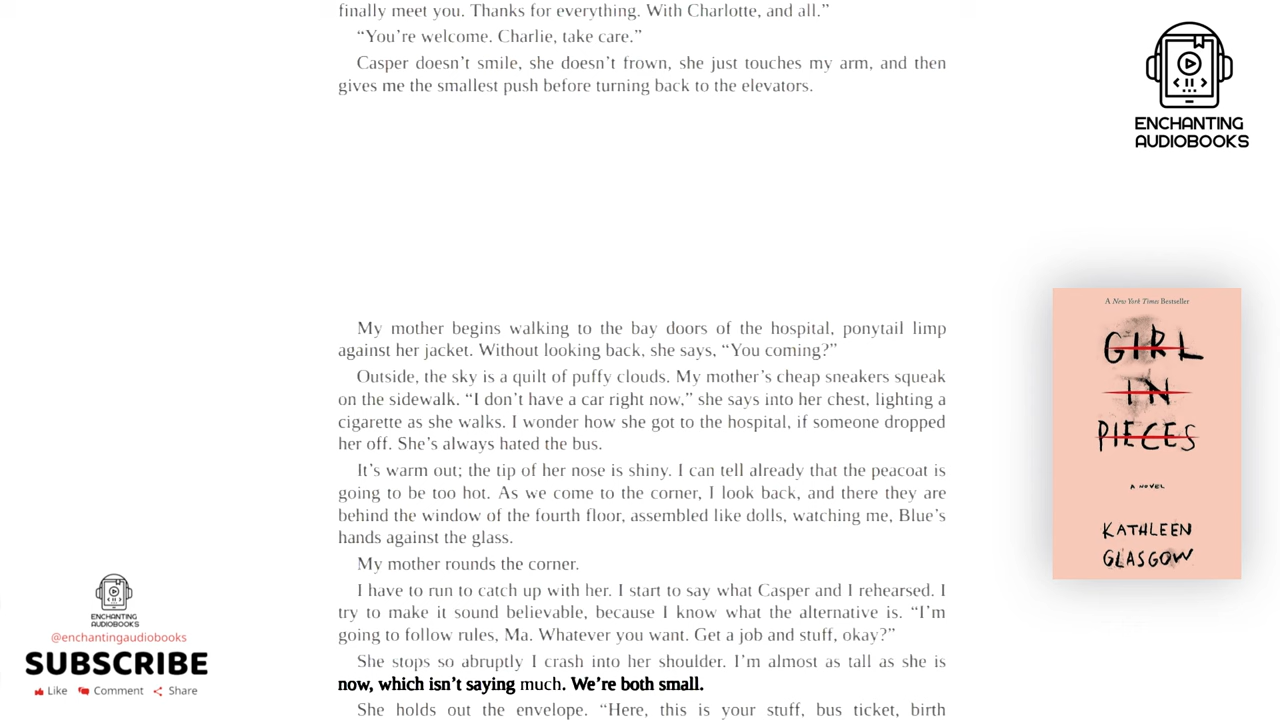 finally meet you. Thanks for everything. With Charlotte, and all.”
“You’re welcome. Charlie, take care.”
Casper doesn’t smile, she doesn’t frown, she just touches my arm, and then
gives me the smallest push before turning back to the elevators.
ENCHANTING
AUDIOBOOKS
My mother begins walking to the bay doors of the hospital, ponytail limp
against her jacket. Without looking back, she says, “You coming?”
Outside, the sky is a quilt of puffy clouds. My mother’s cheap sneakers squeak
on the sidewalk. “I don’t have a car right now,” she says into her chest, lighting a
cigarette as she walks. I wonder how she got to the hospital, if someone dropped
her off. She’s always hated the bus.
It’s warm out; the tip of her nose is shiny. I can tell already that the peacoat is
going to be too hot. As we come to the corner, I look back, and there they are
behind the window of the fourth floor, assembled like dolls, watching me, Blue’s
hands against the glass.
My mother rounds the corner.
I have to run to catch up with her. I start to say what Casper and I rehearsed. I
try to make it sound believable, because I know what the alternative is. “I’m
going to follow rules, Ma. Whatever you want. Get a job and stuff, okay?”
She stops so abruptly I crash into her shoulder. I’m almost as tall as she is
now, which isn’t saying much. We’re both small.
She holds out the envelope. “Here, this is your stuff, bus ticket, birth
A New York Times Bestseller
GIRL
IN
PIECES
A NOVEL
KATHLEEN
GLASGOW
ENCHANTING
AUDIOBOOKS
@enchantingaudiobooks
SUBSCRIBE
Like Comment Share